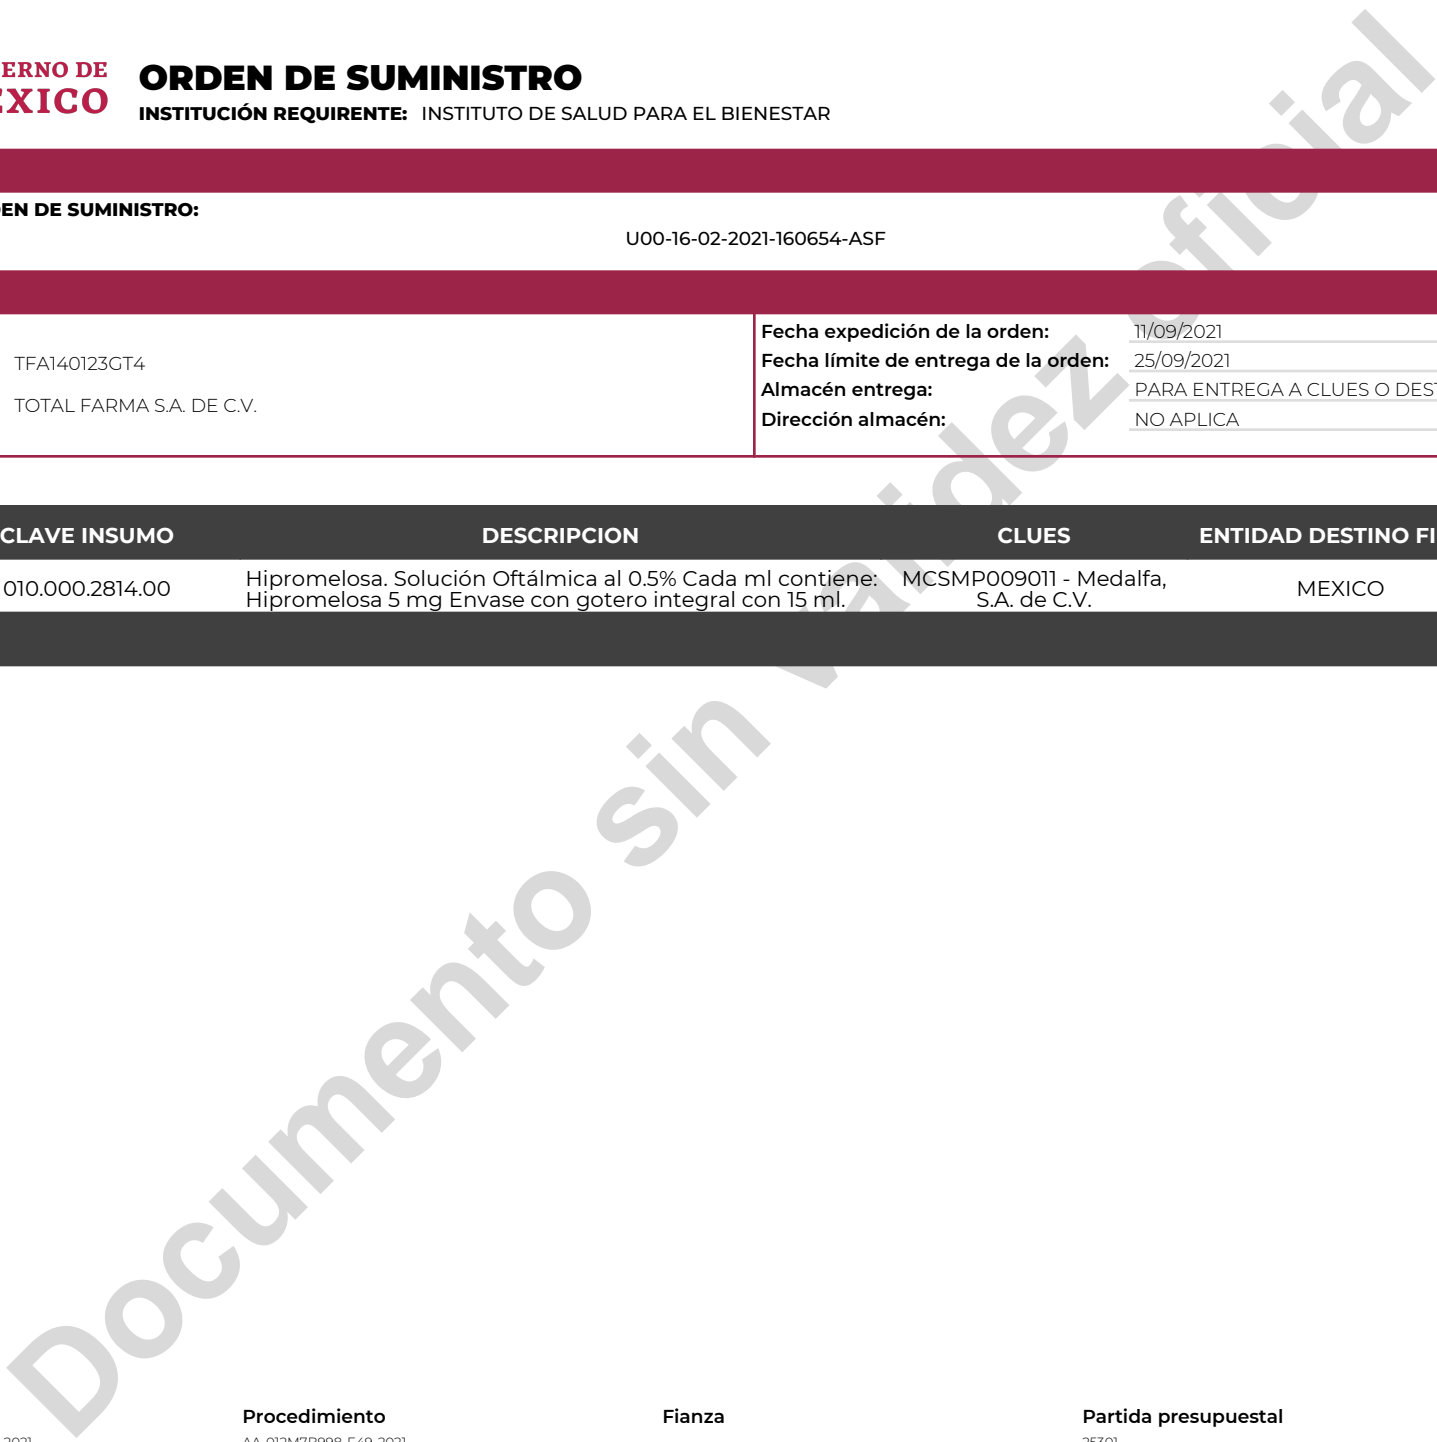 ERNO DE
ÉXICO
ORDEN DE SUMINISTRO
INSTITUCIÓN REQUIRENTE: INSTITUTO DE SALUD PARA EL BIENESTAR
DEN DE SUMINISTRO:
U00-16-02-2021-160654-ASF
TFA140123GT4
TOTAL FARMA S.A. DE C.V.
Fecha expedición de la orden: 11/09/2021
Fecha límite de entrega de la orden: 25/09/2021
Almacén entrega: PARA ENTREGA A CLUES O DEST
Dirección almacén: NO APLICA
CLAVE INSUMO DESCRIPCION CLUES ENTIDAD DESTINO FI
010.000.2814.00
Hipromelosa. Solución Oftálmica al 0.5% Cada ml contiene:
Hipromelosa 5 mg Envase con gotero integral con 15 ml.
MCSMP009011 - Medalfa,
S.A. de C.V.
MEXICO
Documento sin validez oficial
Procedimiento Fianza Partida presupuestal